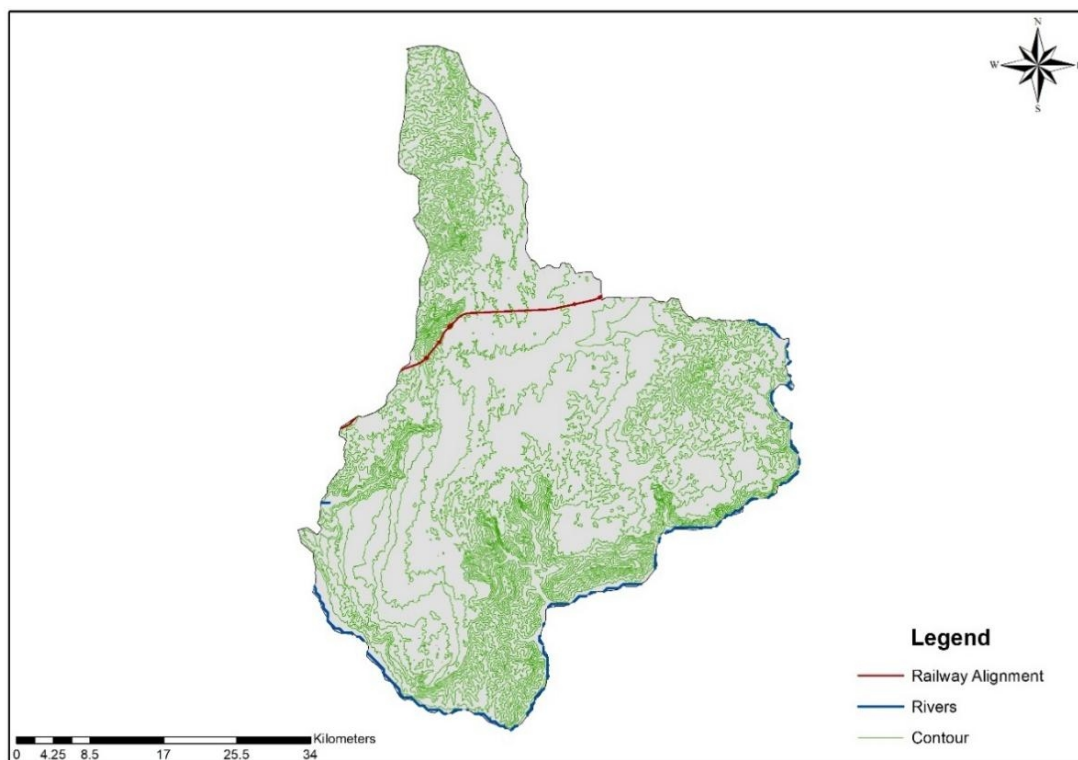 N
W
S
Legend
Railway Alignment
Rivers
Contour
Kilometers
0 4.25 8.5 17 25.5 34